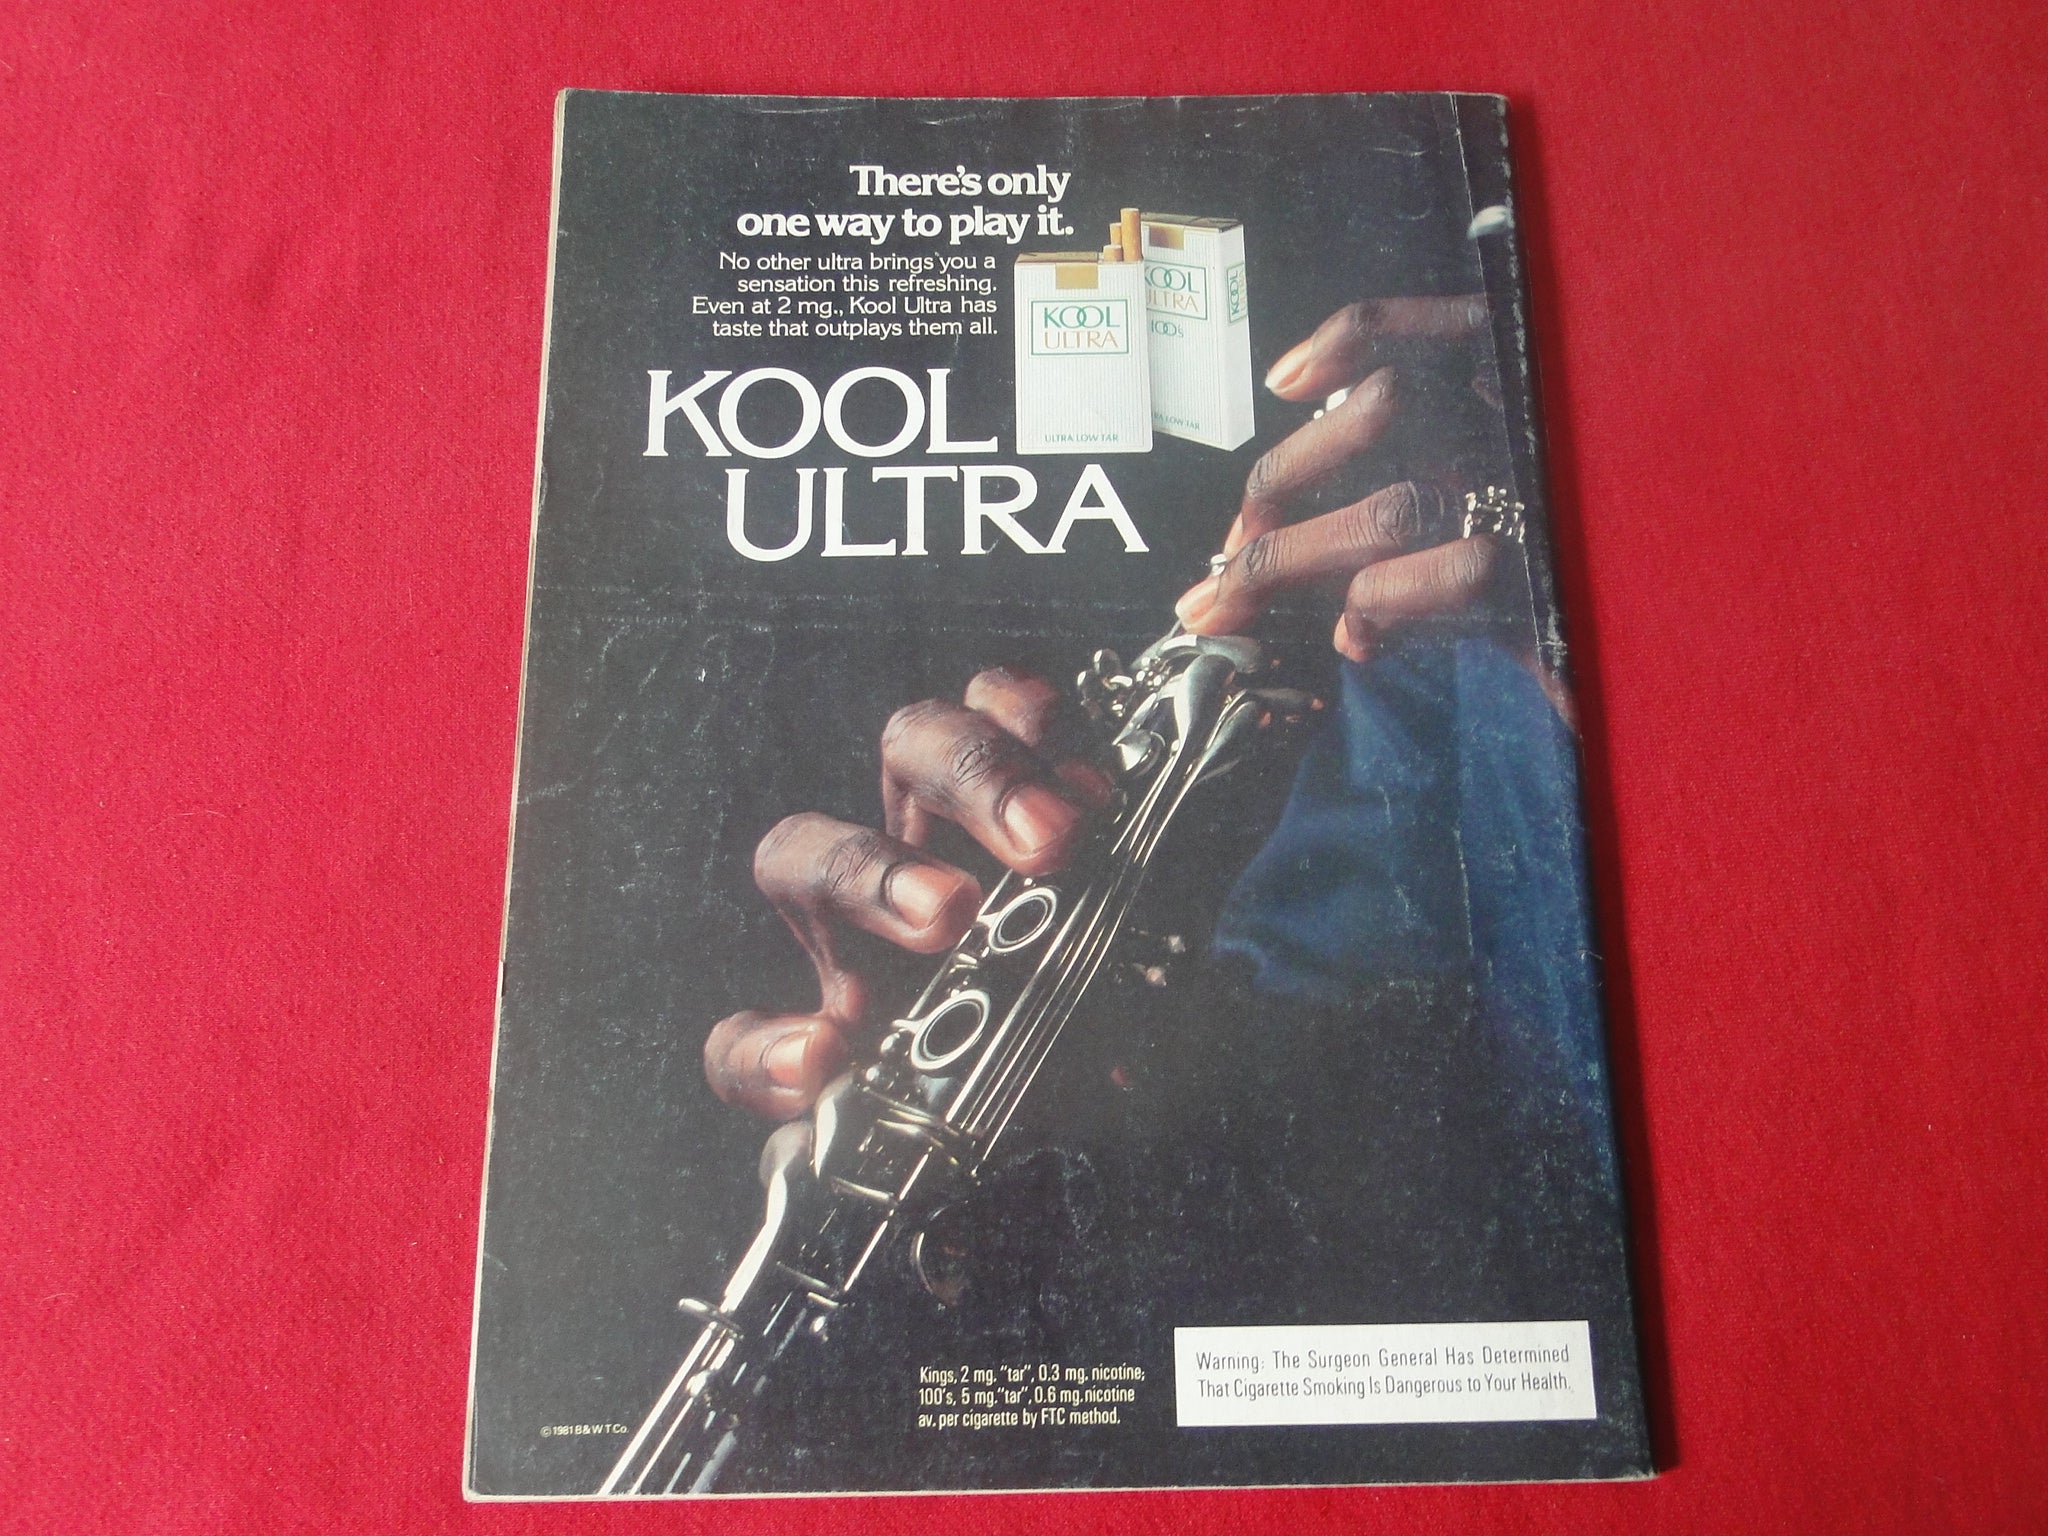 There's only
one way to play it.
No other ultra brings you a
sensation this refreshing.
Even at 2 mg., Kool Ultra has
taste that outplays them all.
KOOL
ULTRA
KOOL
ULTRA
ULTRA LOW TAR
KOOL
ULTRA
100's
ULTRA LOW TAR
KOOL
ULTRA
Kings, 2 mg. "tar", 0.3 mg. nicotine;
100's, 5 mg. "tar", 0.6 mg. nicotine
av. per cigarette by FTC method.
Warning: The Surgeon General Has Determined
That Cigarette Smoking Is Dangerous to Your Health.
© 1981 B&W T Co.